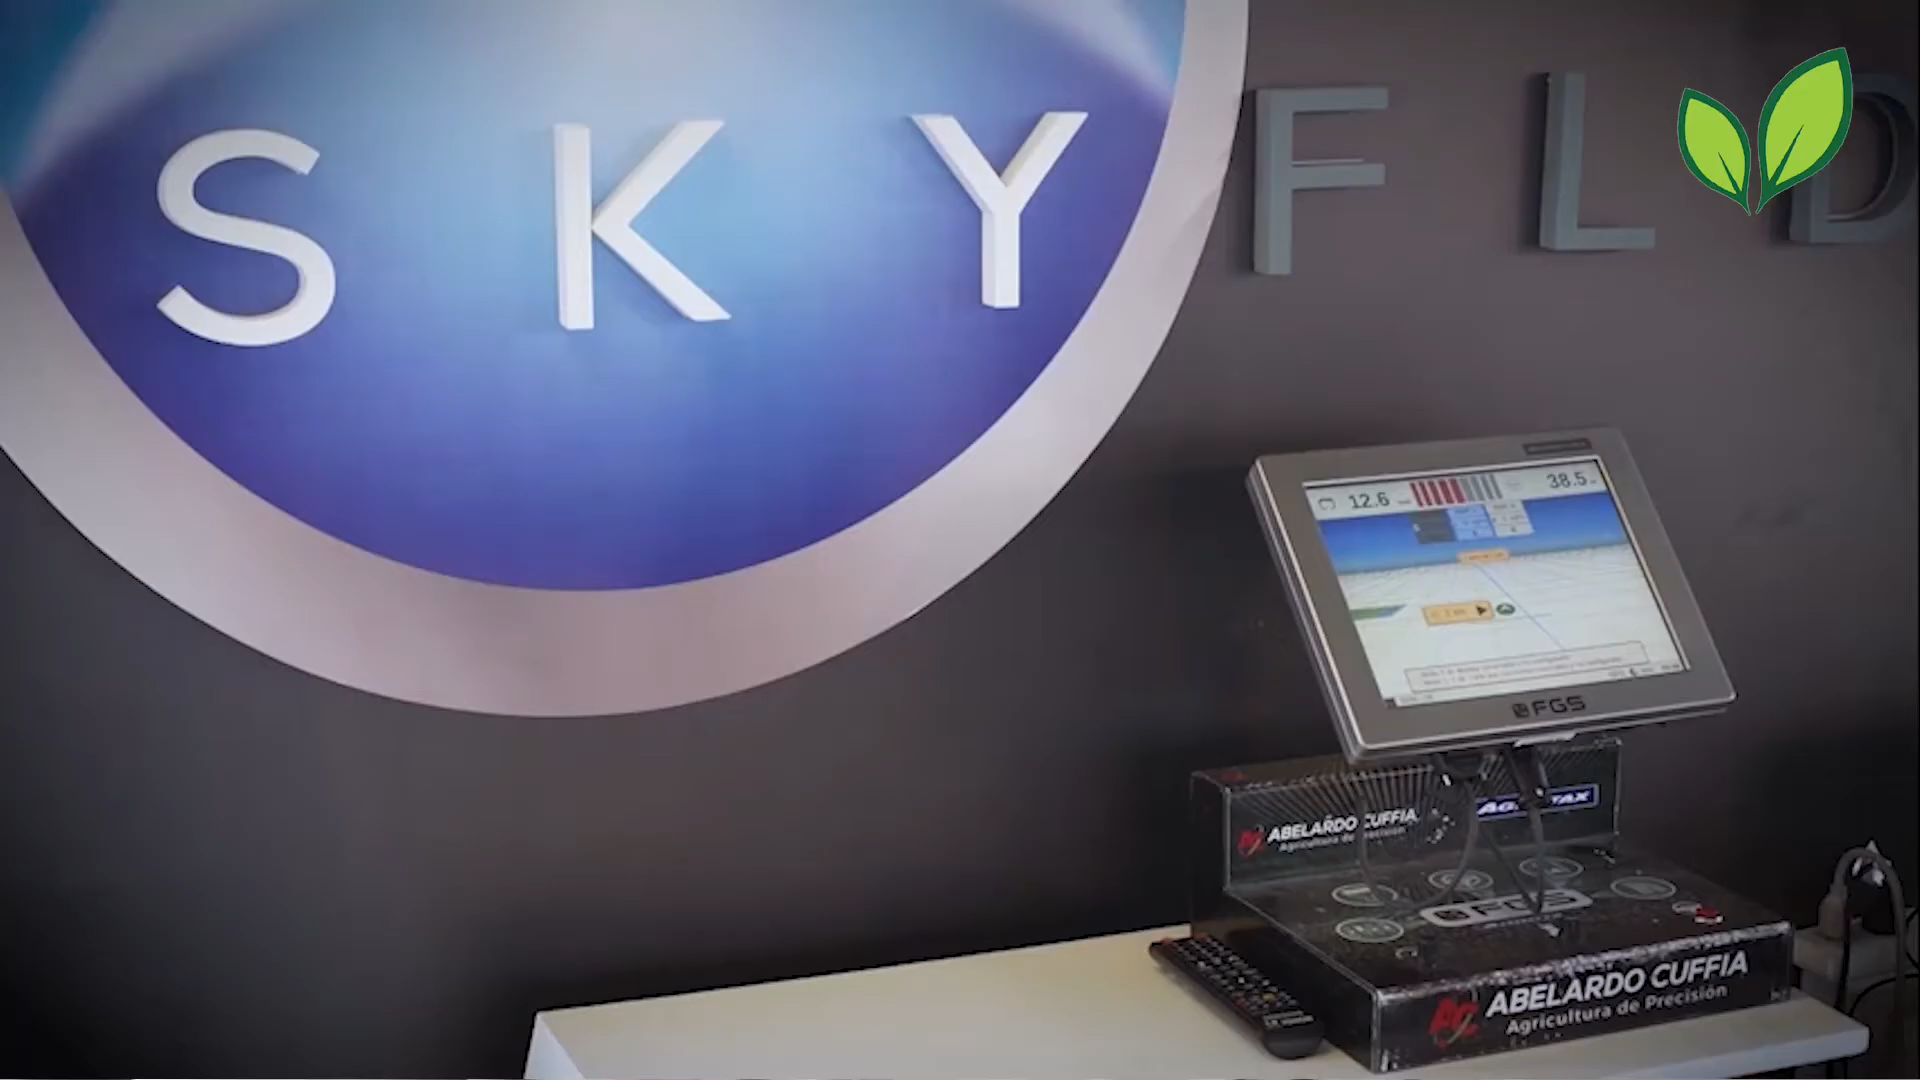 SKY FLD
12.6
38.5
FGS
ABELARDO CUFFIA
Agricultura de Precisión
FGS
ABELARDO CUFFIA
Agricultura de Precisión